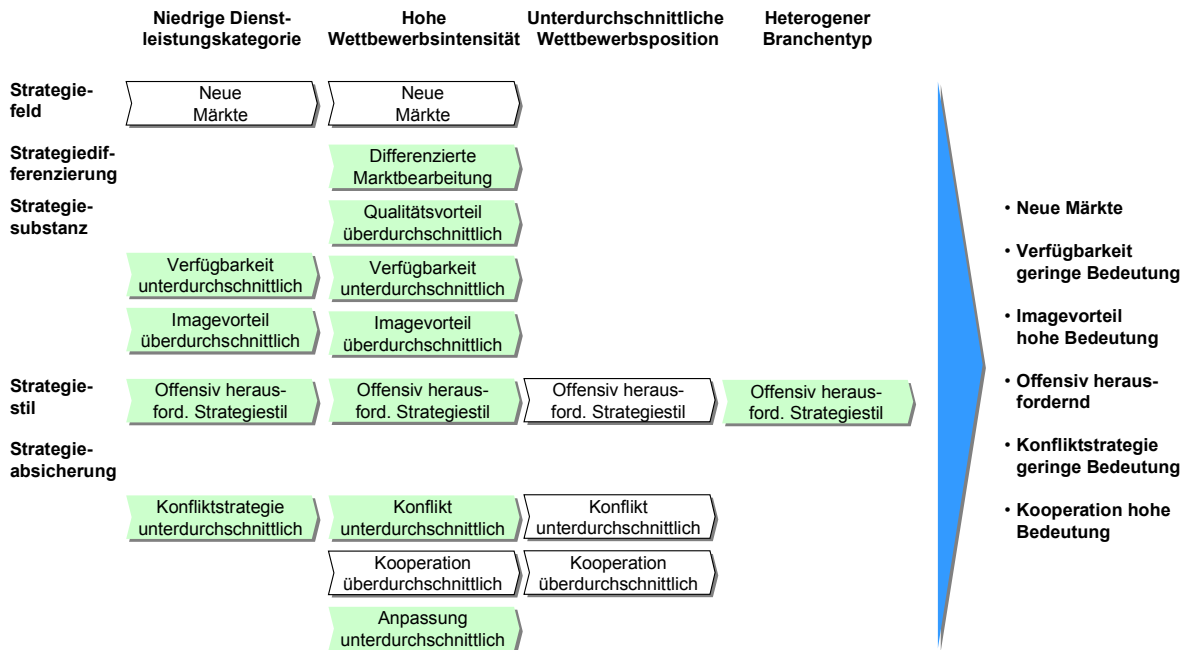 Niedrige Dienst-
leistungskategorie
Hohe
Wettbewerbsintensität
Unterdurchschnittliche
Wettbewerbsposition
Heterogener
Branchentyp
Strategie-
feld
Neue
Märkte
Neue
Märkte
Strategiedif-
ferenzierung
Differenzierte
Marktbearbeitung
Strategie-
substanz
Qualitätsvorteil
überdurchschnittlich
Verfügbarkeit
unterdurchschnittlich
Verfügbarkeit
unterdurchschnittlich
Imagevorteil
überdurchschnittlich
Imagevorteil
überdurchschnittlich
Strategie-
stil
Offensiv heraus-
ford. Strategiestil
Offensiv heraus-
ford. Strategiestil
Offensiv heraus-
ford. Strategiestil
Offensiv heraus-
ford. Strategiestil
Strategie-
absicherung
Konfliktstrategie
unterdurchschnittlich
Konflikt
unterdurchschnittlich
Konflikt
unterdurchschnittlich
Kooperation
überdurchschnittlich
Kooperation
überdurchschnittlich
Anpassung
unterdurchschnittlich
• Neue Märkte
• Verfügbarkeit
geringe Bedeutung
• Imagevorteil
hohe Bedeutung
• Offensiv heraus-
fordernd
• Konfliktstrategie
geringe Bedeutung
• Kooperation hohe
Bedeutung